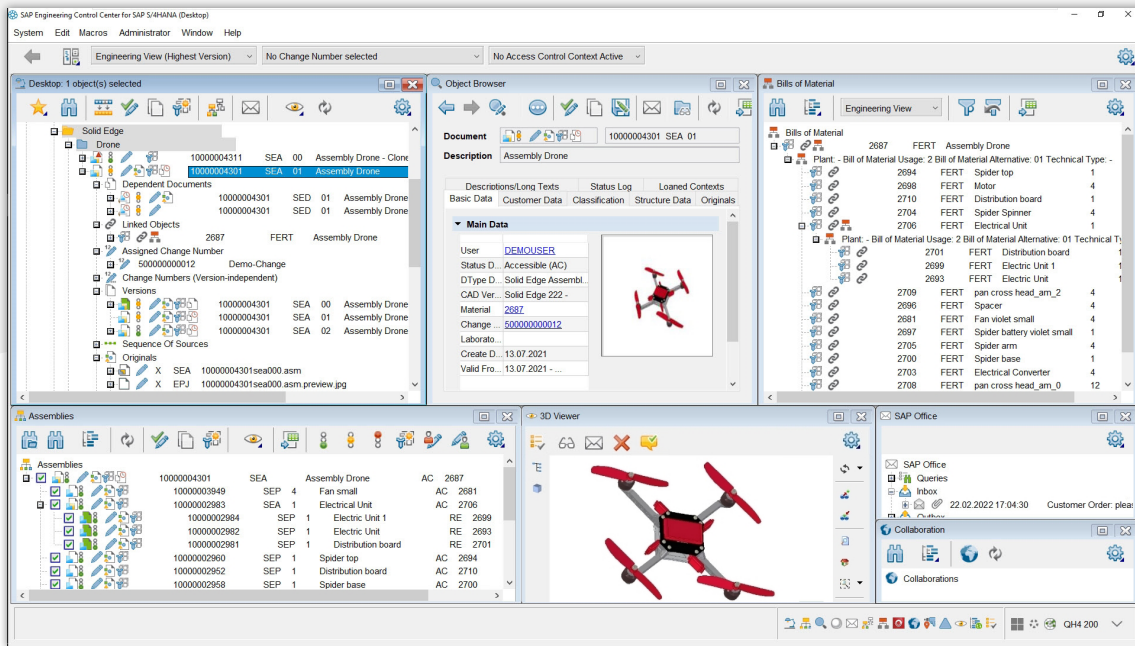 SAP Engineering Control Center for SAP S/4HANA (Desktop)
System Edit Macros Administrator Window Help
Engineering View (Highest Version) No Change Number selected No Access Control Context Active
Desktop: 1 object(s) selected
Solid Edge
Drone
10000004311 SEA 00 Assembly Drone - Clone
10000004301 SEA 01 Assembly Drone
Dependent Documents
10000004301 SED 01 Assembly Drone
10000004301 SED 01 Assembly Drone
Linked Objects
2687 FERT Assembly Drone
Assigned Change Number
500000000012 Demo-Change
Change Numbers (Version-independent)
Versions
10000004301 SEA 00 Assembly Drone
10000004301 SEA 01 Assembly Drone
10000004301 SEA 02 Assembly Drone
Sequence Of Sources
Originals
X SEA 10000004301sea000.asm
X EPJ 10000004301sea000.asm.preview.jpg
Object Browser
Document 10000004301 SEA 01
Description Assembly Drone
Descriptions/Long Texts Status Log Loaned Contexts
Basic Data Customer Data Classification Structure Data Originals
Main Data
User DEMOUSER
Status D... Accessible (AC)
DType D... Solid Edge Assembl...
CAD Ver... Solid Edge 222 -
Material 2687
Change ... 500000000012
Laborato...
Create D... 13.07.2021
Valid Fro... 13.07.2021 - ...
Bills of Material
Engineering View
Bills of Material
2687 FERT Assembly Drone
Plant: - Bill of Material Usage: 2 Bill of Material Alternative: 01 Technical Type: -
2694 FERT Spider top 1
2698 FERT Motor 4
2710 FERT Distribution board 1
2704 FERT Spider Spinner 4
2706 FERT Electrical Unit 1
Plant: - Bill of Material Usage: 2 Bill of Material Alternative: 01 Technical Ty
2701 FERT Distribution board 1
2699 FERT Electric Unit 1
2693 FERT Electric Unit
2709 FERT pan cross head_am_2 4
2696 FERT Spacer 4
2681 FERT Fan violet small 4
2697 FERT Spider battery violet small 1
2705 FERT Spider arm 4
2700 FERT Spider base 1
2703 FERT Electrical Converter 4
2708 FERT pan cross head_am_0 12
Assemblies
Assemblies
10000004301 SEA Assembly Drone AC 2687
10000003949 SEP 4 Fan small AC 2681
10000002983 SEA 1 Electrical Unit AC 2706
10000002984 SEP 1 Electric Unit 1 RE 2699
10000002982 SEP 1 Electric Unit RE 2693
10000002981 SEP 1 Distribution board RE 2701
10000002960 SEP 1 Spider top AC 2694
10000002952 SEP 1 Distribution board AC 2710
10000002958 SEP 1 Spider base AC 2700
3D Viewer
SAP Office
SAP Office
Queries
Inbox
22.02.2022 17:04:30 Customer Order: pleas
Collaboration
Collaborations
QH4 200